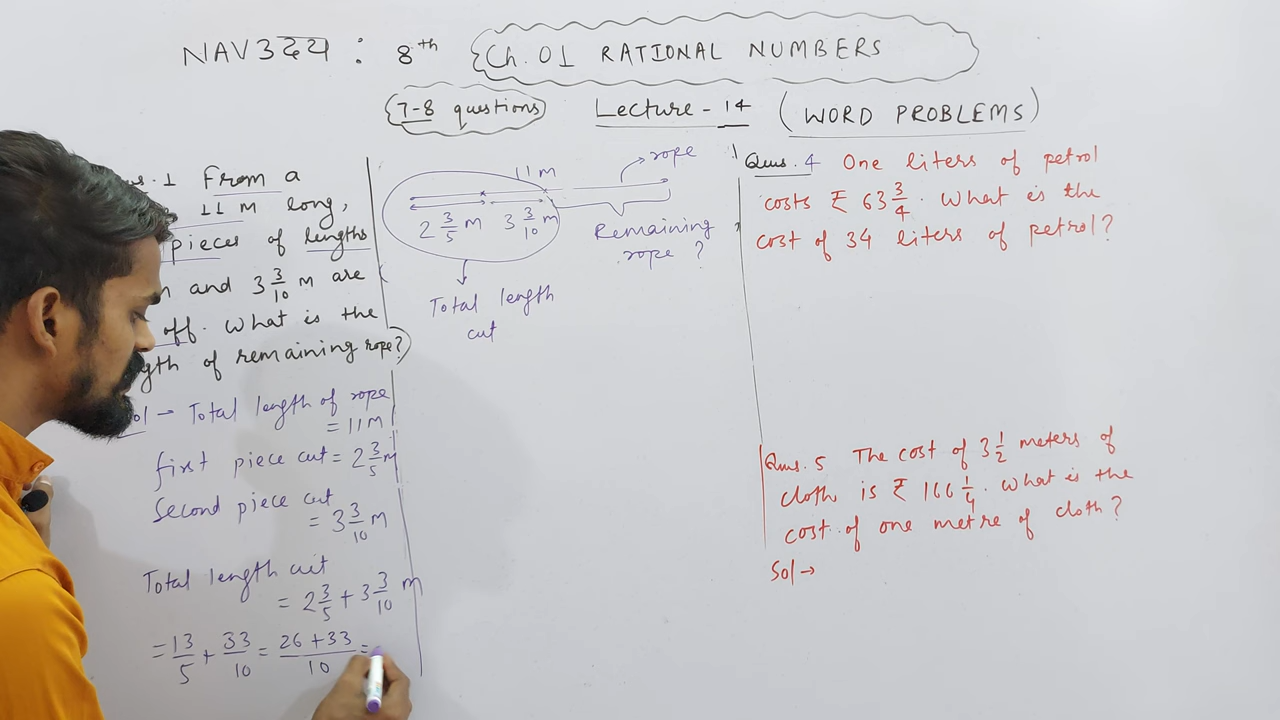 NAV3221 : 8th Ch. 01 RATIONAL NUMBERS
7-8 questions Lecture - 14 (WORD PROBLEMS)
s. 1 From a
11 M long,
pieces of lengths
and 3 3/10 M are
off. What is the
gth of remaining rope?
ol → Total length of rope
= 11 M
first piece cut = 2 3/5 M
Second piece cut
= 3 3/10 M
Total length cut
= 2 3/5 + 3 3/10 M
= 13/5 + 33/10 = 26 + 33/10 =
11 M
rope
2 3/5 M 3 3/10 M
Remaining
rope ?
Total length
cut
Ques. 4 One liters of petrol
costs ₹ 63 3/4. What is the
cost of 34 liters of petrol?
Ques. 5 The cost of 3 1/2 meters of
cloth is ₹ 166 1/4. What is the
cost of one metre of cloth?
Sol →